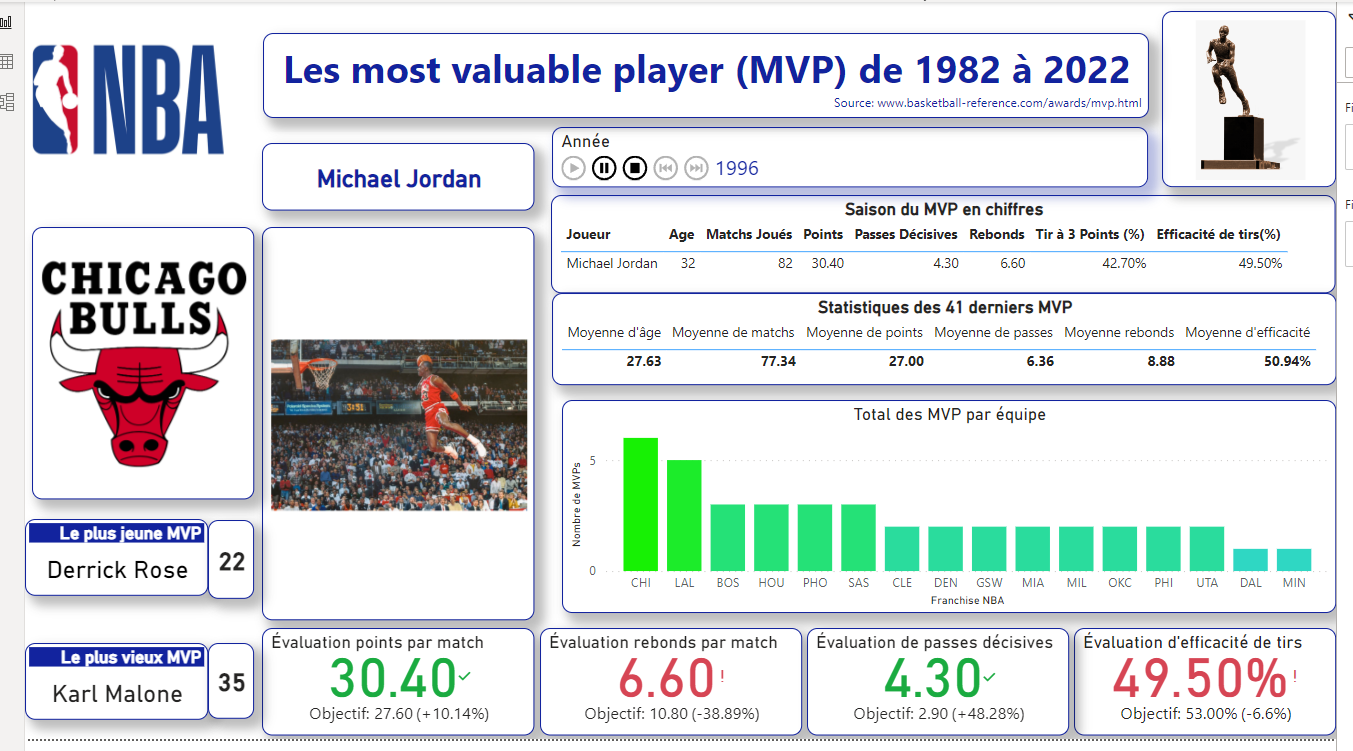 NBA
Les most valuable player (MVP) de 1982 à 2022
Source: www.basketball-reference.com/awards/mvp.html
Michael Jordan
Année
1996
CHICAGO
BULLS
Saison du MVP en chiffres
Joueur Age Matchs Joués Points Passes Décisives Rebonds Tir à 3 Points (%) Efficacité de tirs(%)
Michael Jordan 32 82 30.40 4.30 6.60 42.70% 49.50%
Statistiques des 41 derniers MVP
Moyenne d'âge Moyenne de matchs Moyenne de points Moyenne de passes Moyenne rebonds Moyenne d'efficacité
27.63 77.34 27.00 6.36 8.88 50.94%
Total des MVP par équipe
Nombre de MVPs
5
0
CHI LAL BOS HOU PHO SAS CLE DEN GSW MIA MIL OKC PHI UTA DAL MIN
Franchise NBA
Le plus jeune MVP
Derrick Rose
22
Le plus vieux MVP
Karl Malone
35
Évaluation points par match
30.40
Objectif: 27.60 (+10.14%)
Évaluation rebonds par match
6.60!
Objectif: 10.80 (-38.89%)
Évaluation de passes décisives
4.30
Objectif: 2.90 (+48.28%)
Évaluation d'efficacité de tirs
49.50%!
Objectif: 53.00% (-6.6%)
Fi
Fi